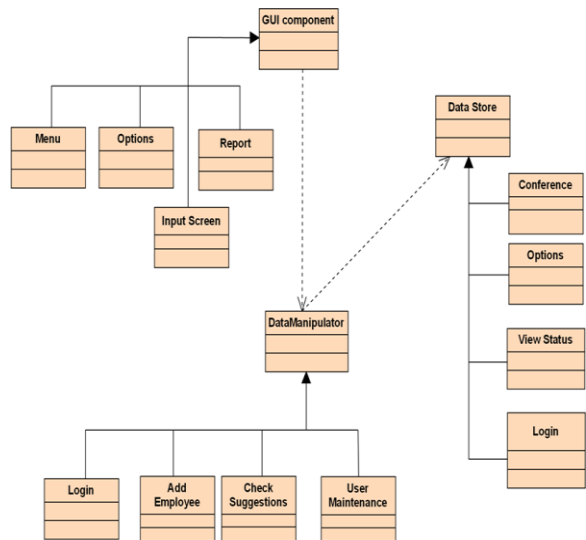 GUI component
Data Store
Menu
Options
Report
Conference
Input Screen
Options
DataManipulator
View Status
Login
Login
Add
Employee
Check
Suggestions
User
Maintenance